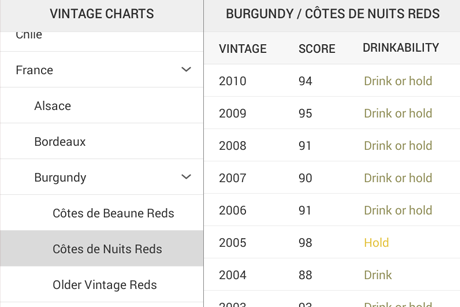 VINTAGE CHARTS
Chile
France
Alsace
Bordeaux
Burgundy
Côtes de Beaune Reds
Côtes de Nuits Reds
Older Vintage Reds
BURGUNDY / CÔTES DE NUITS REDS
VINTAGE SCORE DRINKABILITY
2010 94 Drink or hold
2009 95 Drink or hold
2008 91 Drink or hold
2007 90 Drink or hold
2006 91 Drink or hold
2005 98 Hold
2004 88 Drink
2003 93 Drink or hold